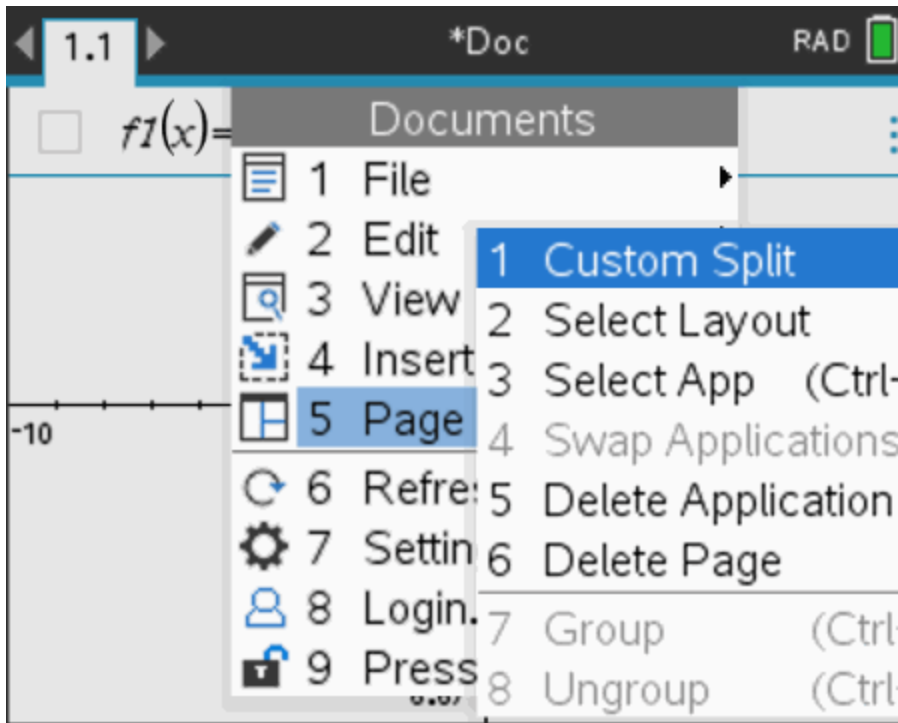 1.1 *Doc RAD
f1(x)=
Documents
1 File
2 Edit
3 View
4 Insert
5 Page
6 Refre
7 Settin
8 Login.
9 Press
1 Custom Split
2 Select Layout
3 Select App (Ctrl-
4 Swap Applications
5 Delete Application
6 Delete Page
7 Group (Ctrl-
8 Ungroup (Ctrl-
-10